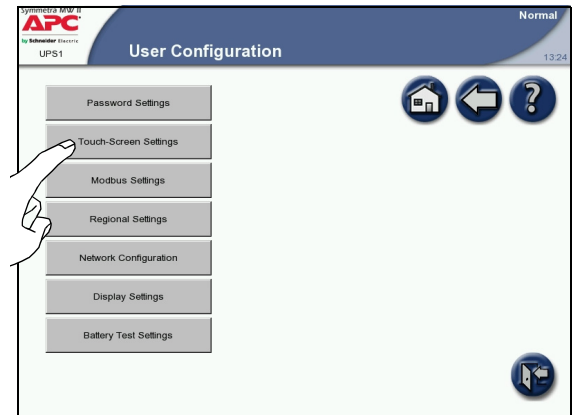 Symmetra MW II
APC
by Schneider Electric
UPS1
User Configuration
Normal
13:24
Password Settings
Touch-Screen Settings
Modbus Settings
Regional Settings
Network Configuration
Display Settings
Battery Test Settings
?